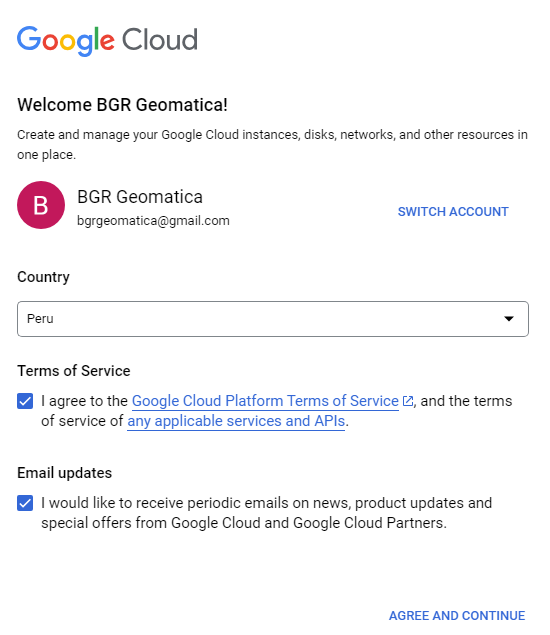 Google Cloud
Welcome BGR Geomatica!
Create and manage your Google Cloud instances, disks, networks, and other resources in
one place.
B
BGR Geomatica
bgrgeomatica@gmail.com
SWITCH ACCOUNT
Country
Peru
Terms of Service
I agree to the Google Cloud Platform Terms of Service, and the terms
of service of any applicable services and APIs.
Email updates
I would like to receive periodic emails on news, product updates and
special offers from Google Cloud and Google Cloud Partners.
AGREE AND CONTINUE